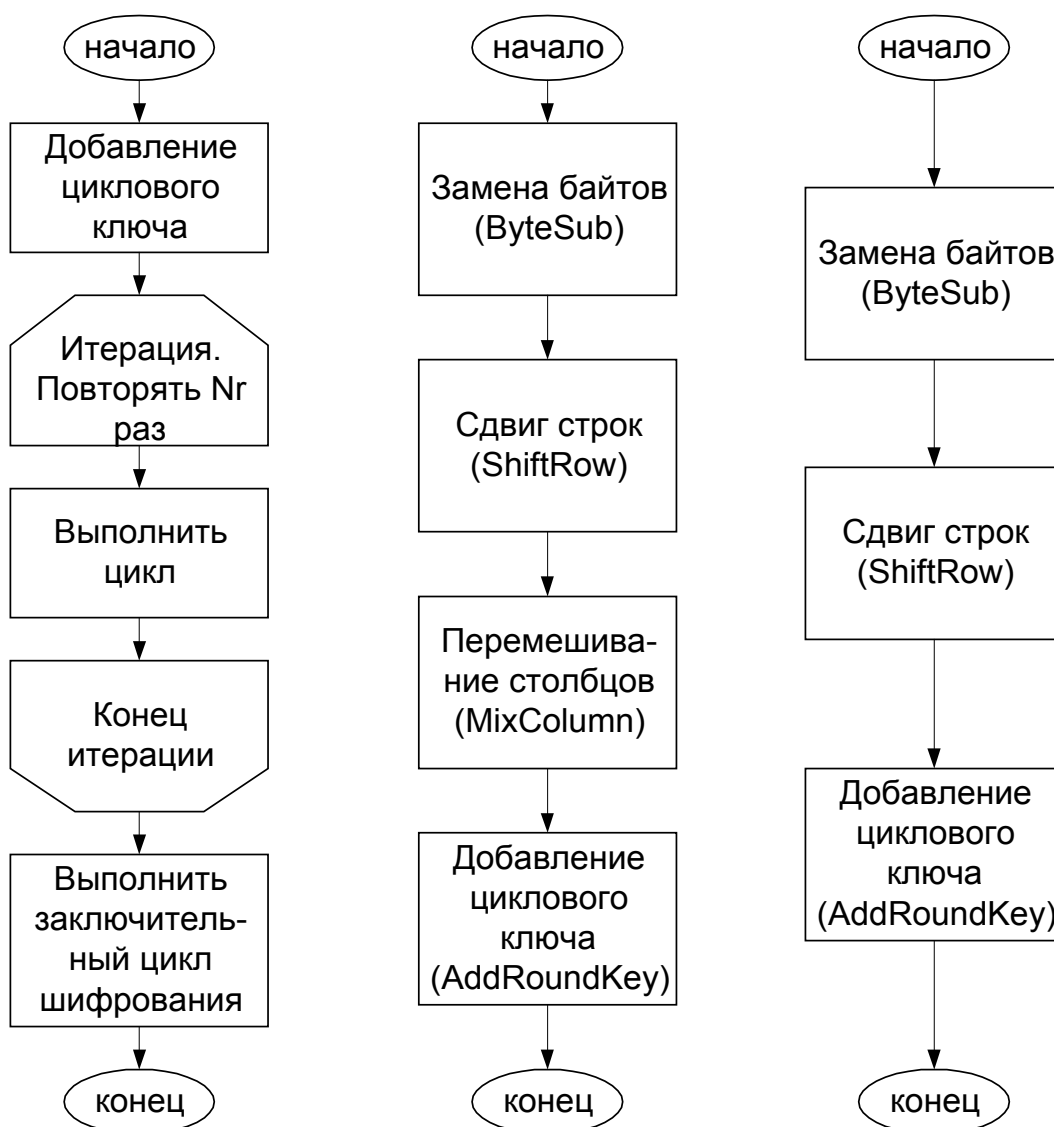 начало
Добавление
циклового
ключа
Итерация.
Повторять Nr
раз
Выполнить
цикл
Конец
итерации
Выполнить
заключитель-
ный цикл
шифрования
конец
начало
Замена байтов
(ByteSub)
Сдвиг строк
(ShiftRow)
Перемешива-
ние столбцов
(MixColumn)
Добавление
циклового
ключа
(AddRoundKey)
конец
начало
Замена байтов
(ByteSub)
Сдвиг строк
(ShiftRow)
Добавление
циклового
ключа
(AddRoundKey)
конец